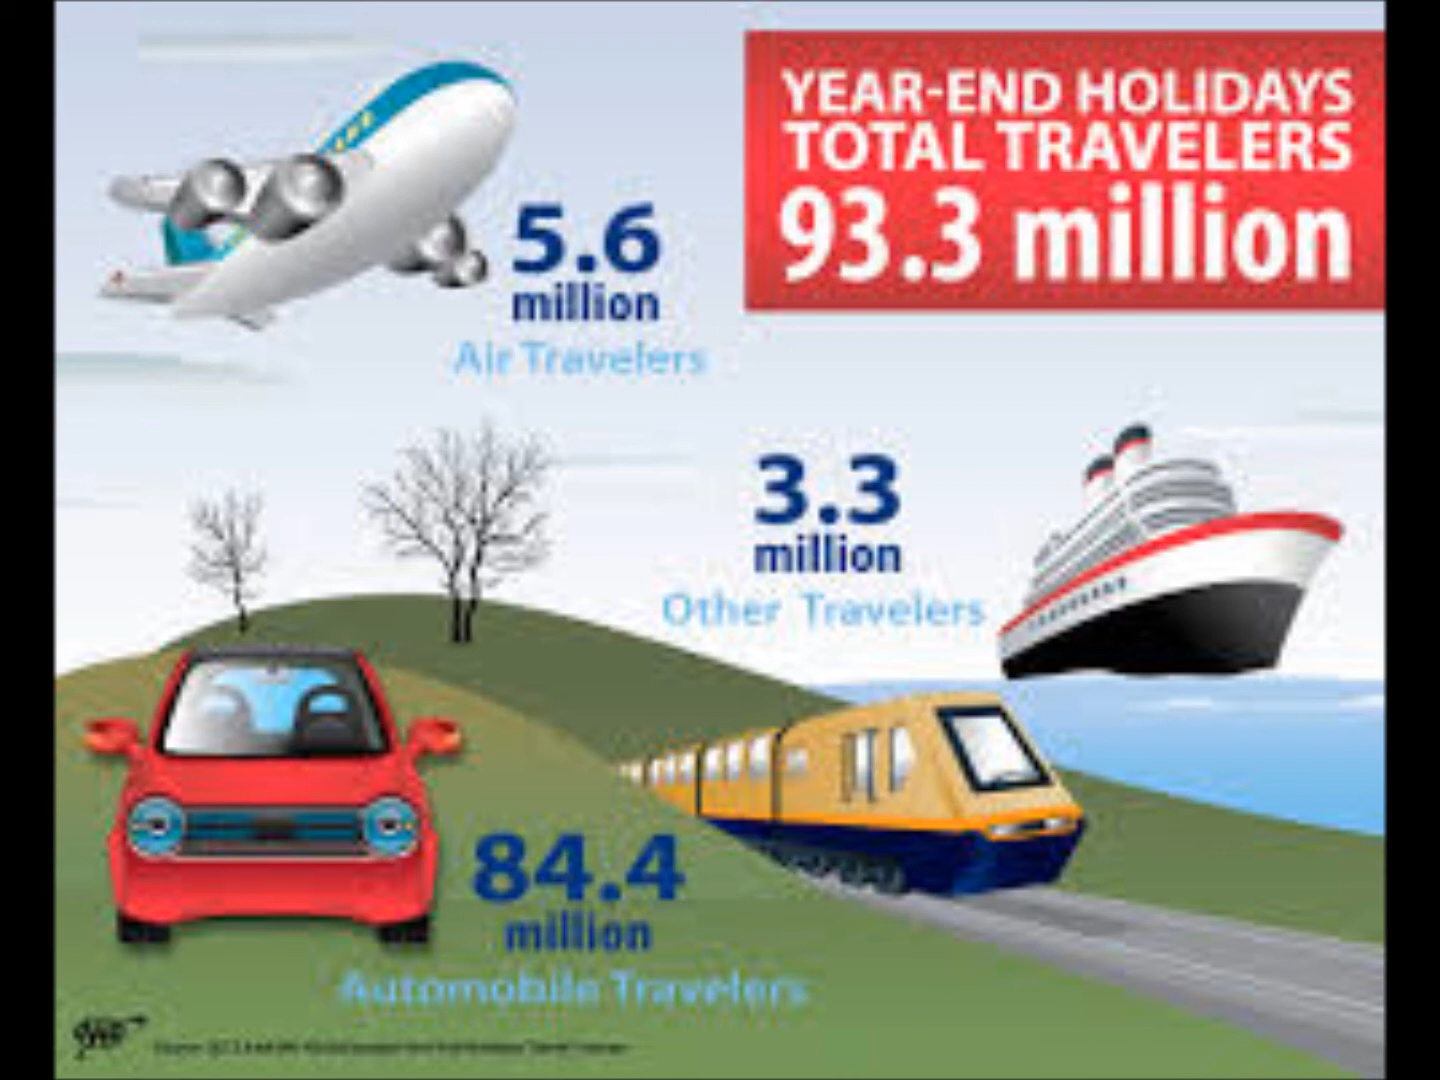 YEAR-END HOLIDAYS
TOTAL TRAVELERS
93.3 million
5.6
million
Air Travelers
3.3
million
Other Travelers
84.4
million
Automobile Travelers